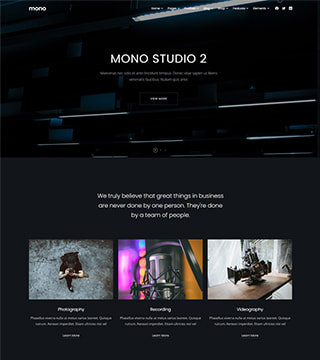 mono
Home Pages Portfolio Blog Shop Features Elements
MONO STUDIO 2
Maecenas nec odio et ante tincidunt tempus. Donec vitae sapien ut libero
venenatis faucibus. Nullam quis ante.
VIEW MORE
We truly believe that great things in business
are never done by one person. They're done
by a team of people.
Photography
Recording
Videography
Phasellus viverra nulla ut metus varius laoreet. Quisque
rutrum. Aenean imperdiet. Etiam ultricies nisi vel
Phasellus viverra nulla ut metus varius laoreet. Quisque
rutrum. Aenean imperdiet. Etiam ultricies nisi vel
Phasellus viverra nulla ut metus varius laoreet. Quisque
rutrum. Aenean imperdiet. Etiam ultricies nisi vel
Learn More
Learn More
Learn More